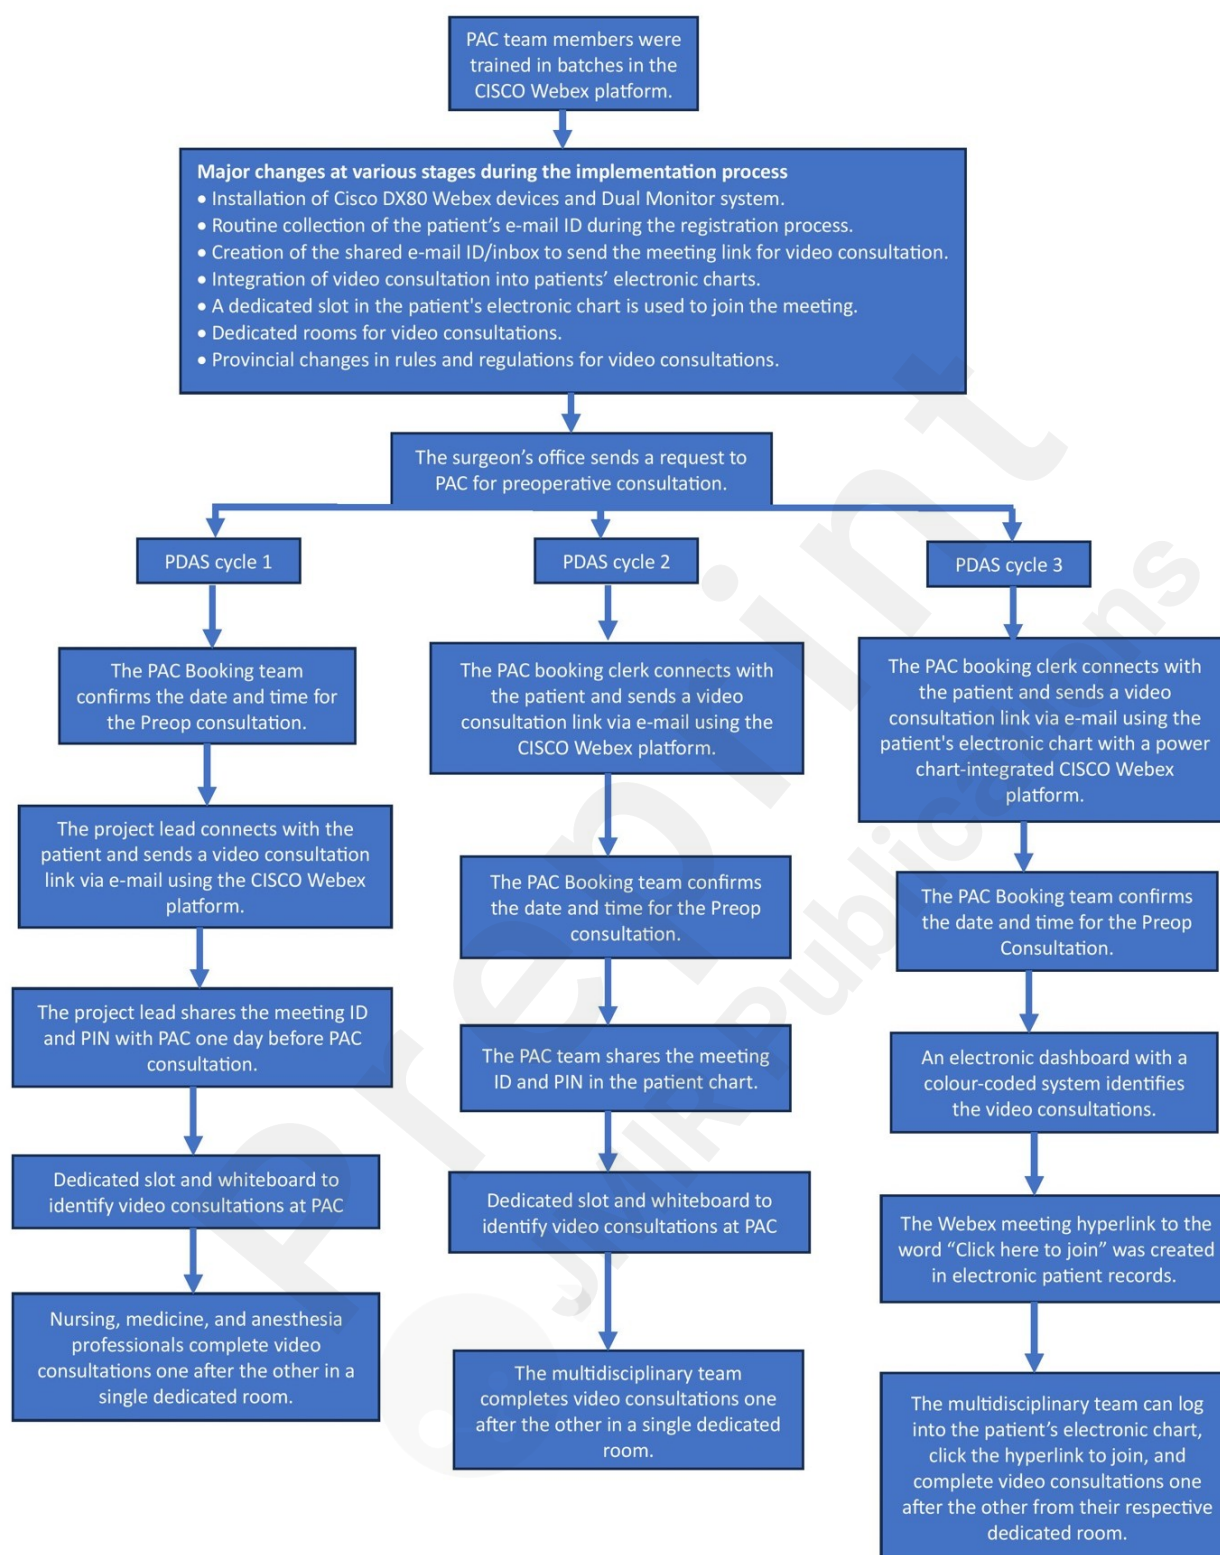 PAC team members were
trained in batches in the
CISCO Webex platform.
Major changes at various stages during the implementation process
• Installation of Cisco DX80 Webex devices and Dual Monitor system.
• Routine collection of the patient's e-mail ID during the registration process.
• Creation of the shared e-mail ID/inbox to send the meeting link for video consultation.
• Integration of video consultation into patients' electronic charts.
• A dedicated slot in the patient's electronic chart is used to join the meeting.
• Dedicated rooms for video consultations.
• Provincial changes in rules and regulations for video consultations.
The surgeon's office sends a request to
PAC for preoperative consultation.
PDAS cycle 1
The PAC Booking team
confirms the date and time for
the Preop consultation.
The project lead connects with the
patient and sends a video consultation
link via e-mail using the CISCO Webex
platform.
The project lead shares the meeting ID
and PIN with PAC one day before PAC
consultation.
Dedicated slot and whiteboard to
identify video consultations at PAC
Nursing, medicine, and anesthesia
professionals complete video
consultations one after the other in a
single dedicated room.
PDAS cycle 2
The PAC booking clerk connects with
the patient and sends a video
consultation link via e-mail using the
CISCO Webex platform.
The PAC Booking team confirms
the date and time for the Preop
consultation.
The PAC team shares the meeting
ID and PIN in the patient chart.
Dedicated slot and whiteboard to
identify video consultations at PAC
The multidisciplinary team
completes video consultations one
after the other in a single dedicated
room.
PDAS cycle 3
The PAC booking clerk connects with
the patient and sends a video
consultation link via e-mail using the
patient's electronic chart with a power
chart-integrated CISCO Webex
platform.
The PAC Booking team confirms
the date and time for the Preop
Consultation.
An electronic dashboard with a
colour-coded system identifies
the video consultations.
The Webex meeting hyperlink to the
word “Click here to join” was created
in electronic patient records.
The multidisciplinary team can log
into the patient's electronic chart,
click the hyperlink to join, and
complete video consultations one
after the other from their respective
dedicated room.
Preprint
JMIR Publications